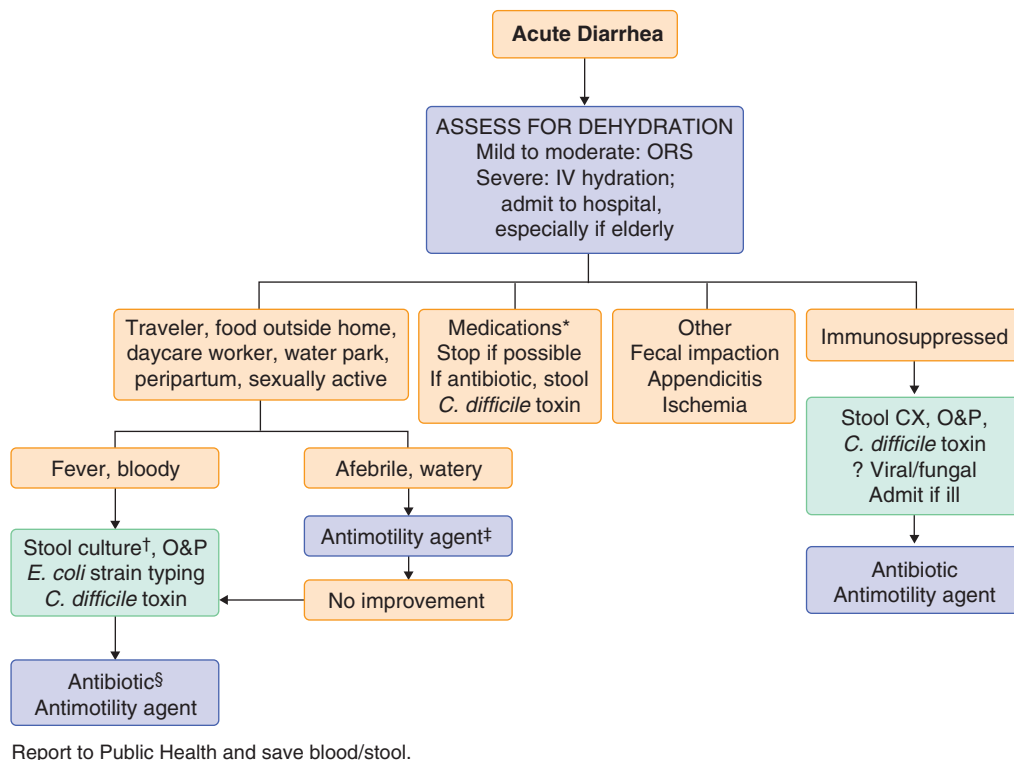 Acute Diarrhea
ASSESS FOR DEHYDRATION
Mild to moderate: ORS
Severe: IV hydration;
admit to hospital,
especially if elderly
Traveler, food outside home,
daycare worker, water park,
peripartum, sexually active
Medications*
Stop if possible
If antibiotic, stool
C. difficile toxin
Other
Fecal impaction
Appendicitis
Ischemia
Immunosuppressed
Fever, bloody
Afebrile, watery
Stool CX, O&P,
C. difficile toxin
? Viral/fungal
Admit if ill
Stool culture†, O&P
E. coli strain typing
C. difficile toxin
Antimotility agent‡
No improvement
Antibiotic
Antimotility agent
Antibiotic§
Antimotility agent
Report to Public Health and save blood/stool.